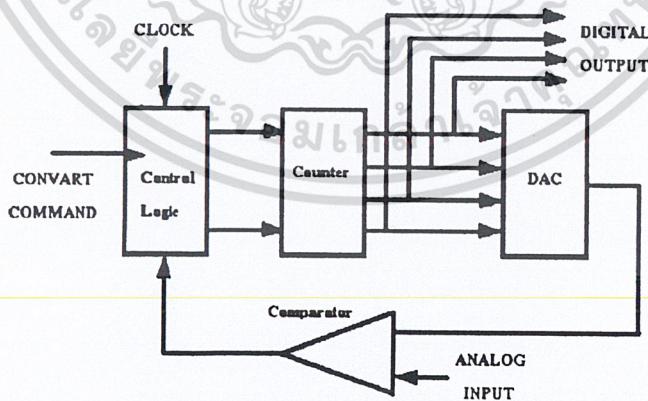 CLOCK
DIGITAL
OUTPUT
CONVART
COMMAND
Control
Logic
Counter
DAC
Comparator
ANALOG
INPUT